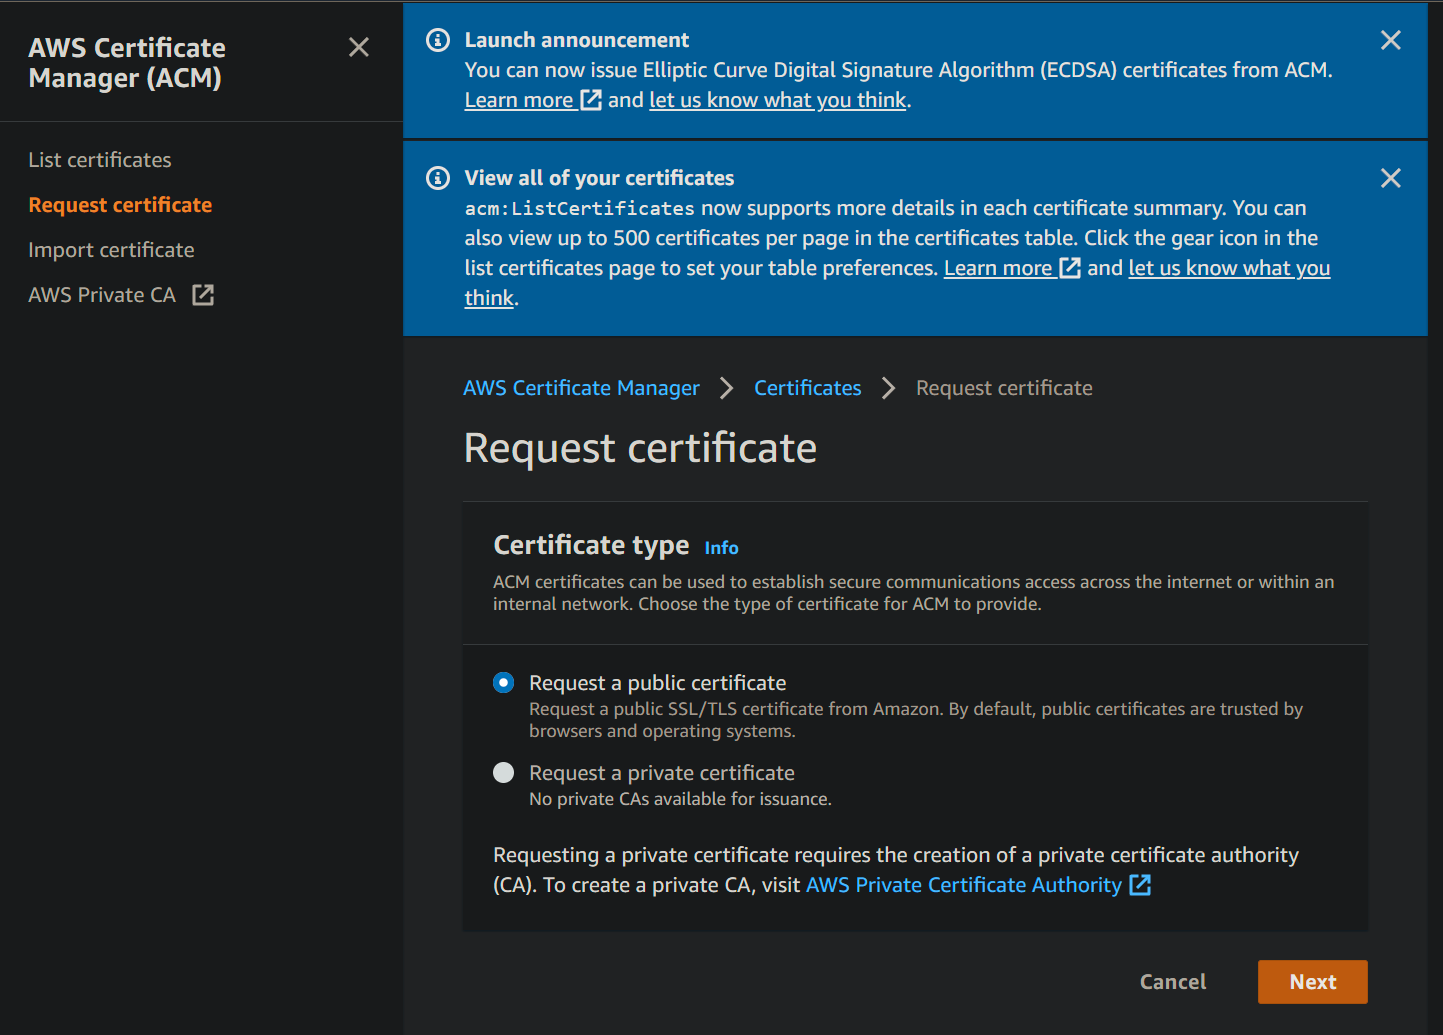 AWS Certificate
Manager (ACM)
List certificates
Request certificate
Import certificate
AWS Private CA
Launch announcement
You can now issue Elliptic Curve Digital Signature Algorithm (ECDSA) certificates from ACM.
Learn more and let us know what you think.
View all of your certificates
acm:ListCertificates now supports more details in each certificate summary. You can
also view up to 500 certificates per page in the certificates table. Click the gear icon in the
list certificates page to set your table preferences. Learn more and let us know what you
think.
AWS Certificate Manager > Certificates > Request certificate
Request certificate
Certificate type Info
ACM certificates can be used to establish secure communications access across the internet or within an
internal network. Choose the type of certificate for ACM to provide.
Request a public certificate
Request a public SSL/TLS certificate from Amazon. By default, public certificates are trusted by
browsers and operating systems.
Request a private certificate
No private CAs available for issuance.
Requesting a private certificate requires the creation of a private certificate authority
(CA). To create a private CA, visit AWS Private Certificate Authority
Cancel Next